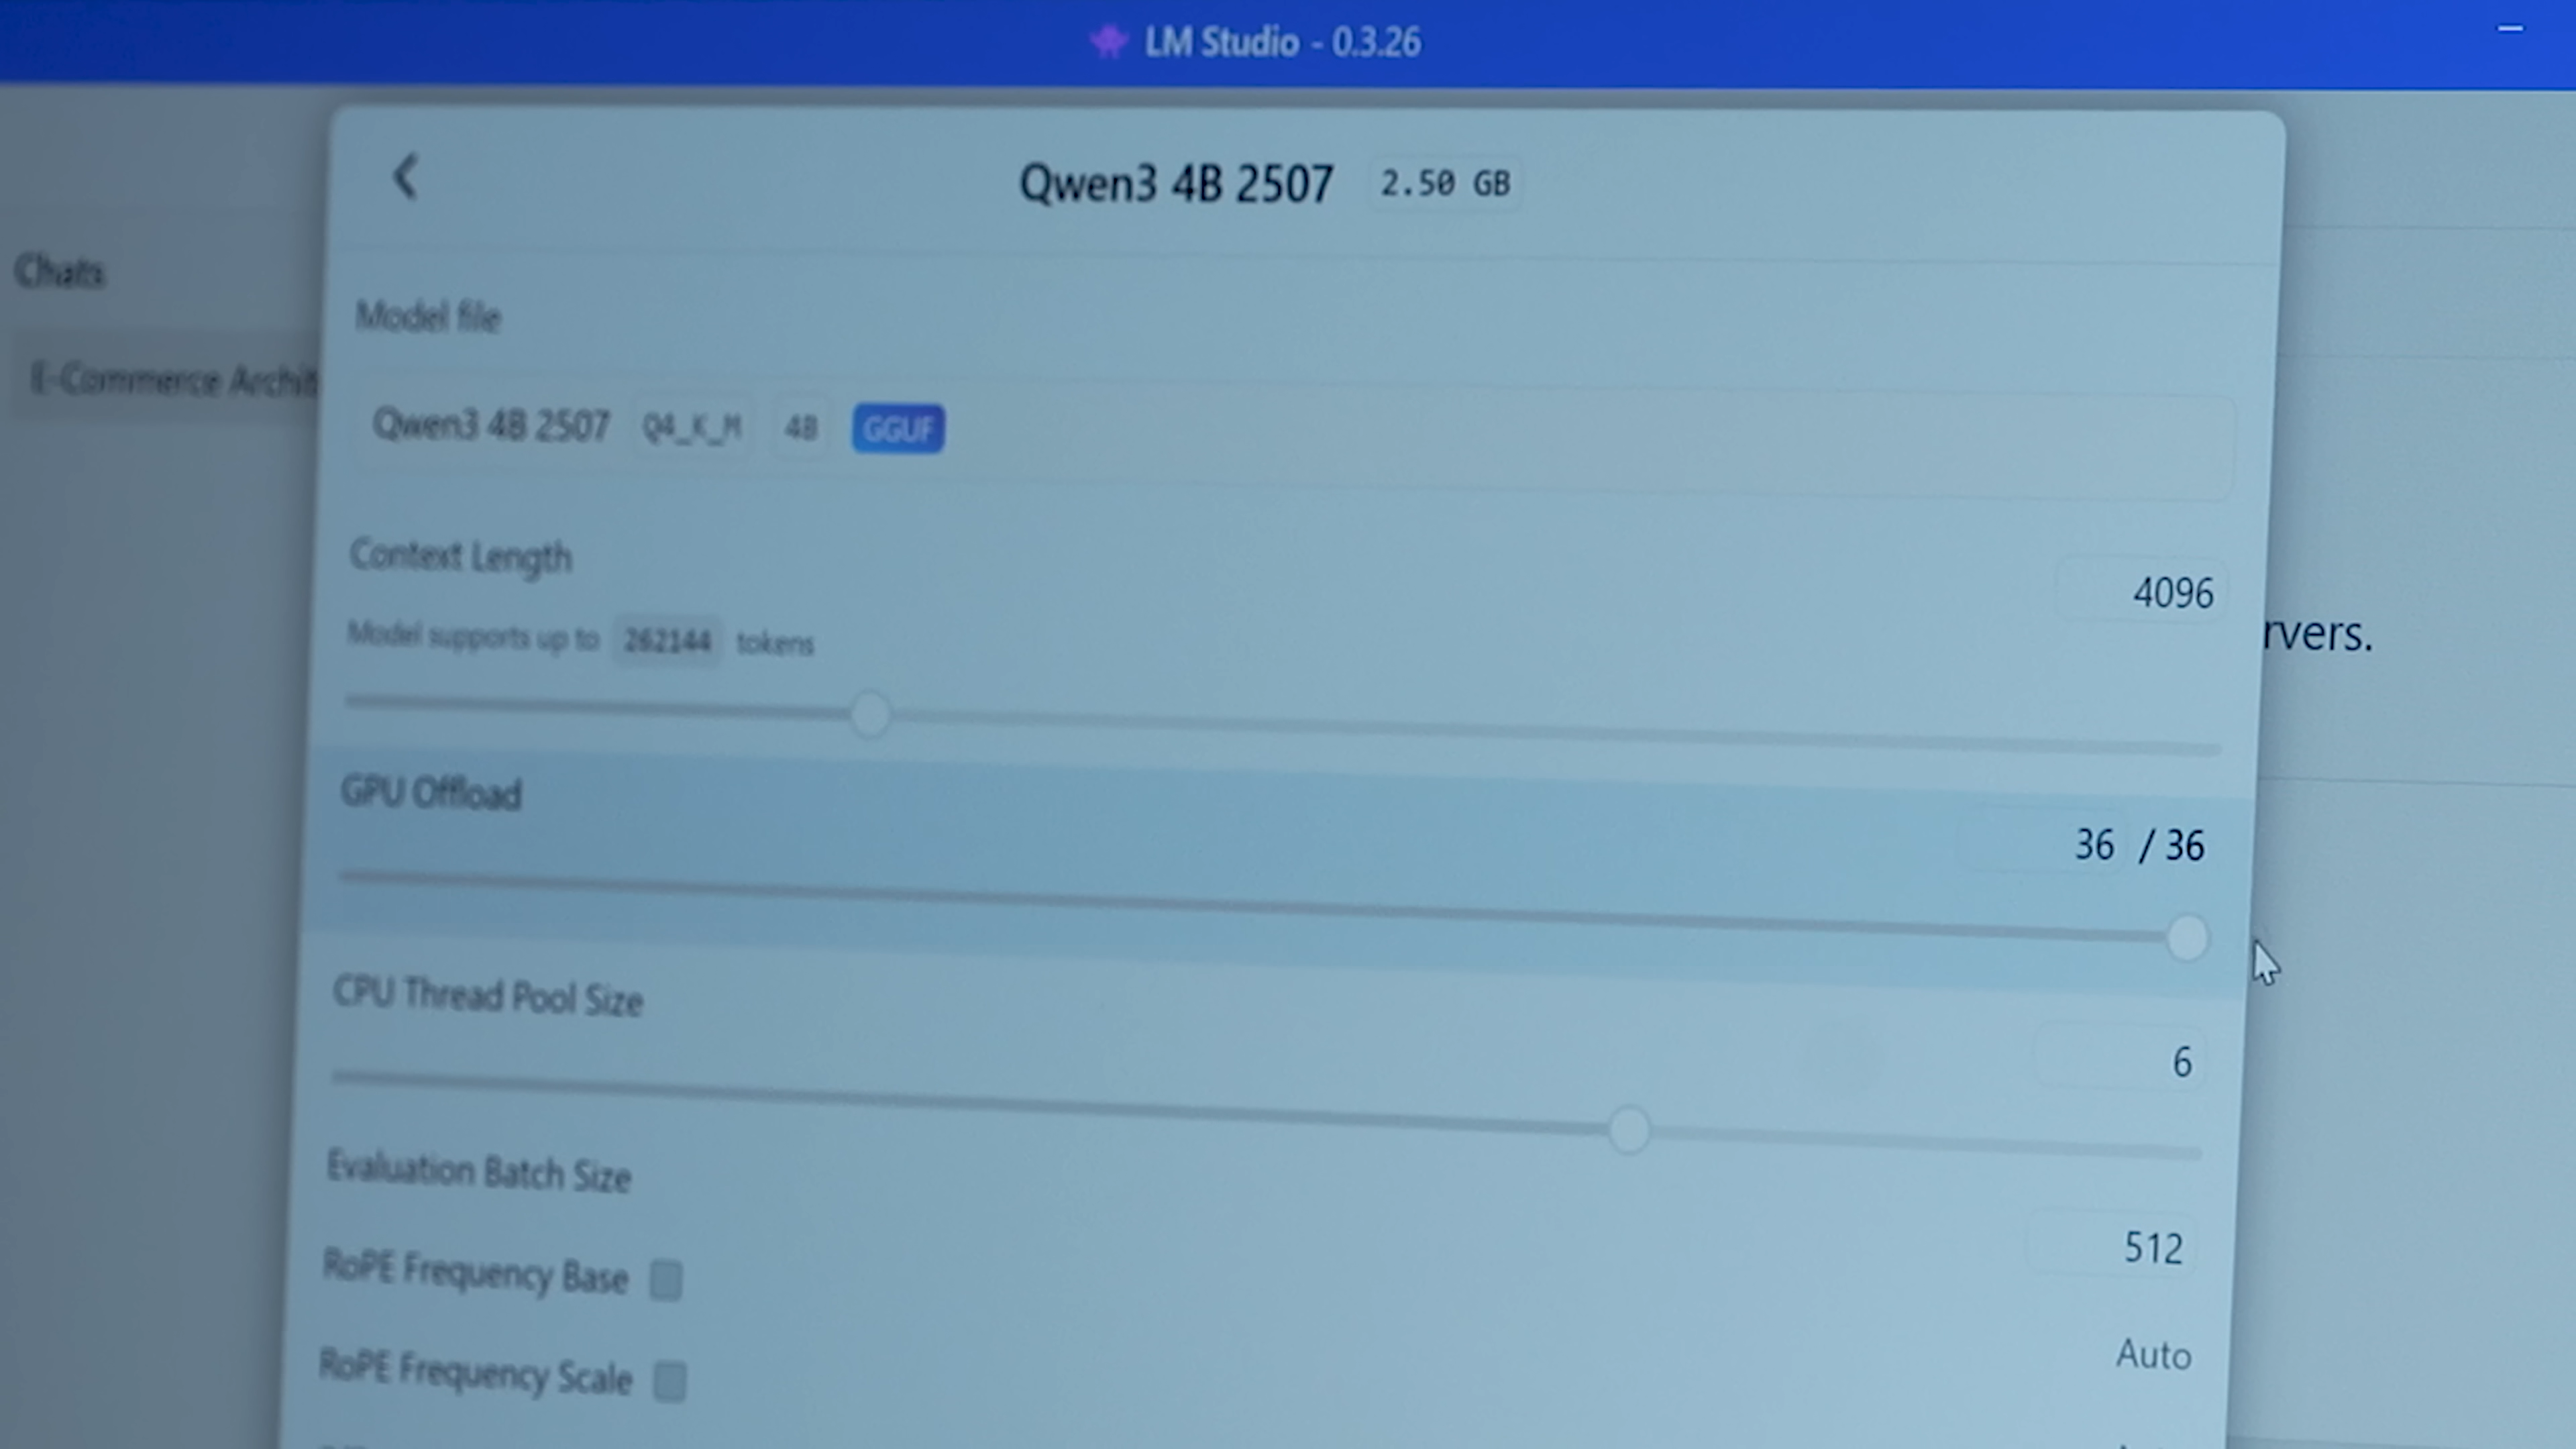 LM Studio - 0.3.26
Qwen3 4B 2507 2.50 GB
Chats
Model file
E-Commerce Archit
Qwen3 4B 2507 Q4_K_M 4B GGUF
Context Length
4096
Model supports up to 262144 tokens
rvers.
GPU Offload
36 / 36
CPU Thread Pool Size
6
Evaluation Batch Size
512
RoPE Frequency Base
Auto
RoPE Frequency Scale